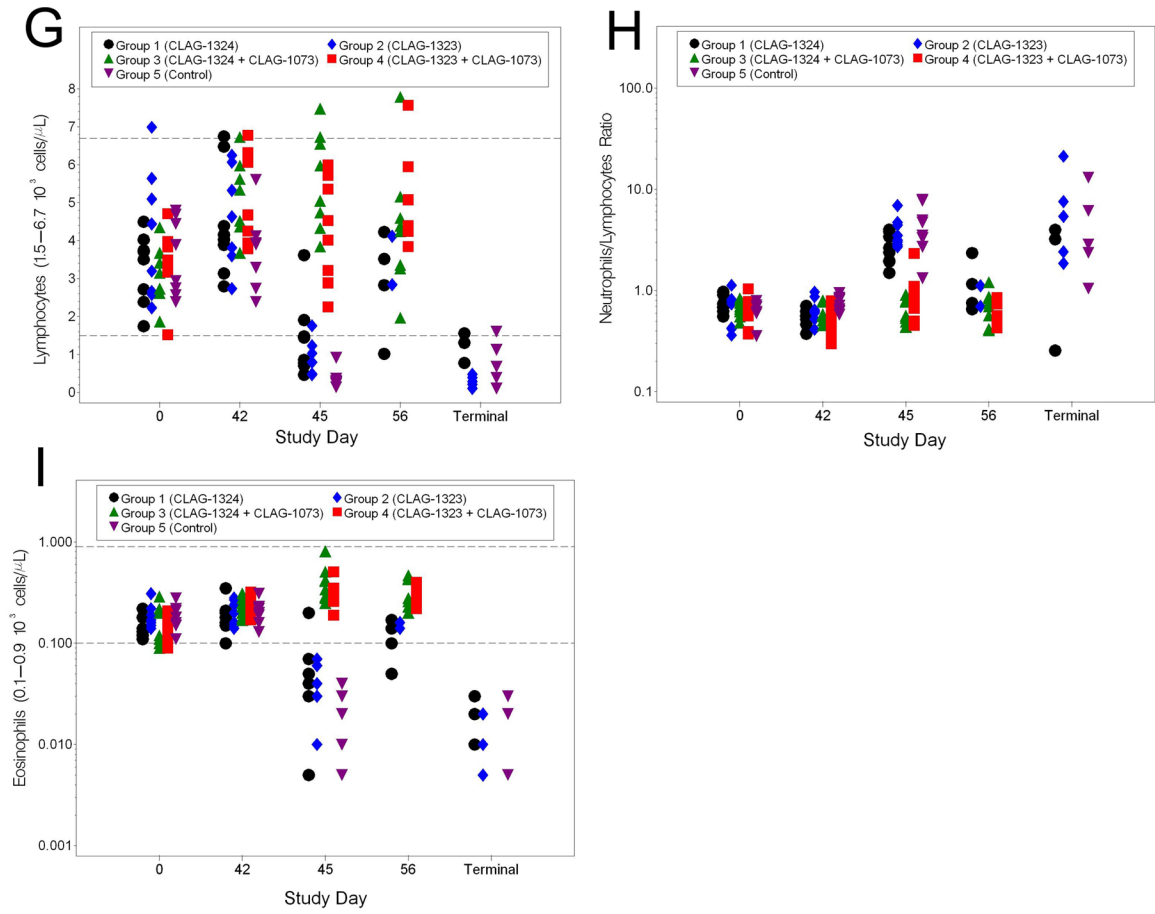 G
Group 1 (CLAG-1324) Group 2 (CLAG-1323)
Group 3 (CLAG-1324 + CLAG-1073) Group 4 (CLAG-1323 + CLAG-1073)
Group 5 (Control)
Lymphocytes (1.5–6.7 10³ cells/μL)
8
7
6
5
4
3
2
1
0
0 42 45 56 Terminal
Study Day
H
Group 1 (CLAG-1324) Group 2 (CLAG-1323)
Group 3 (CLAG-1324 + CLAG-1073) Group 4 (CLAG-1323 + CLAG-1073)
Group 5 (Control)
Neutrophils/Lymphocytes Ratio
100.0
10.0
1.0
0.1
0 42 45 56 Terminal
Study Day
I
Group 1 (CLAG-1324) Group 2 (CLAG-1323)
Group 3 (CLAG-1324 + CLAG-1073) Group 4 (CLAG-1323 + CLAG-1073)
Group 5 (Control)
Eosinophils (0.1–0.9 10³ cells/μL)
1.000
0.100
0.010
0.001
0 42 45 56 Terminal
Study Day